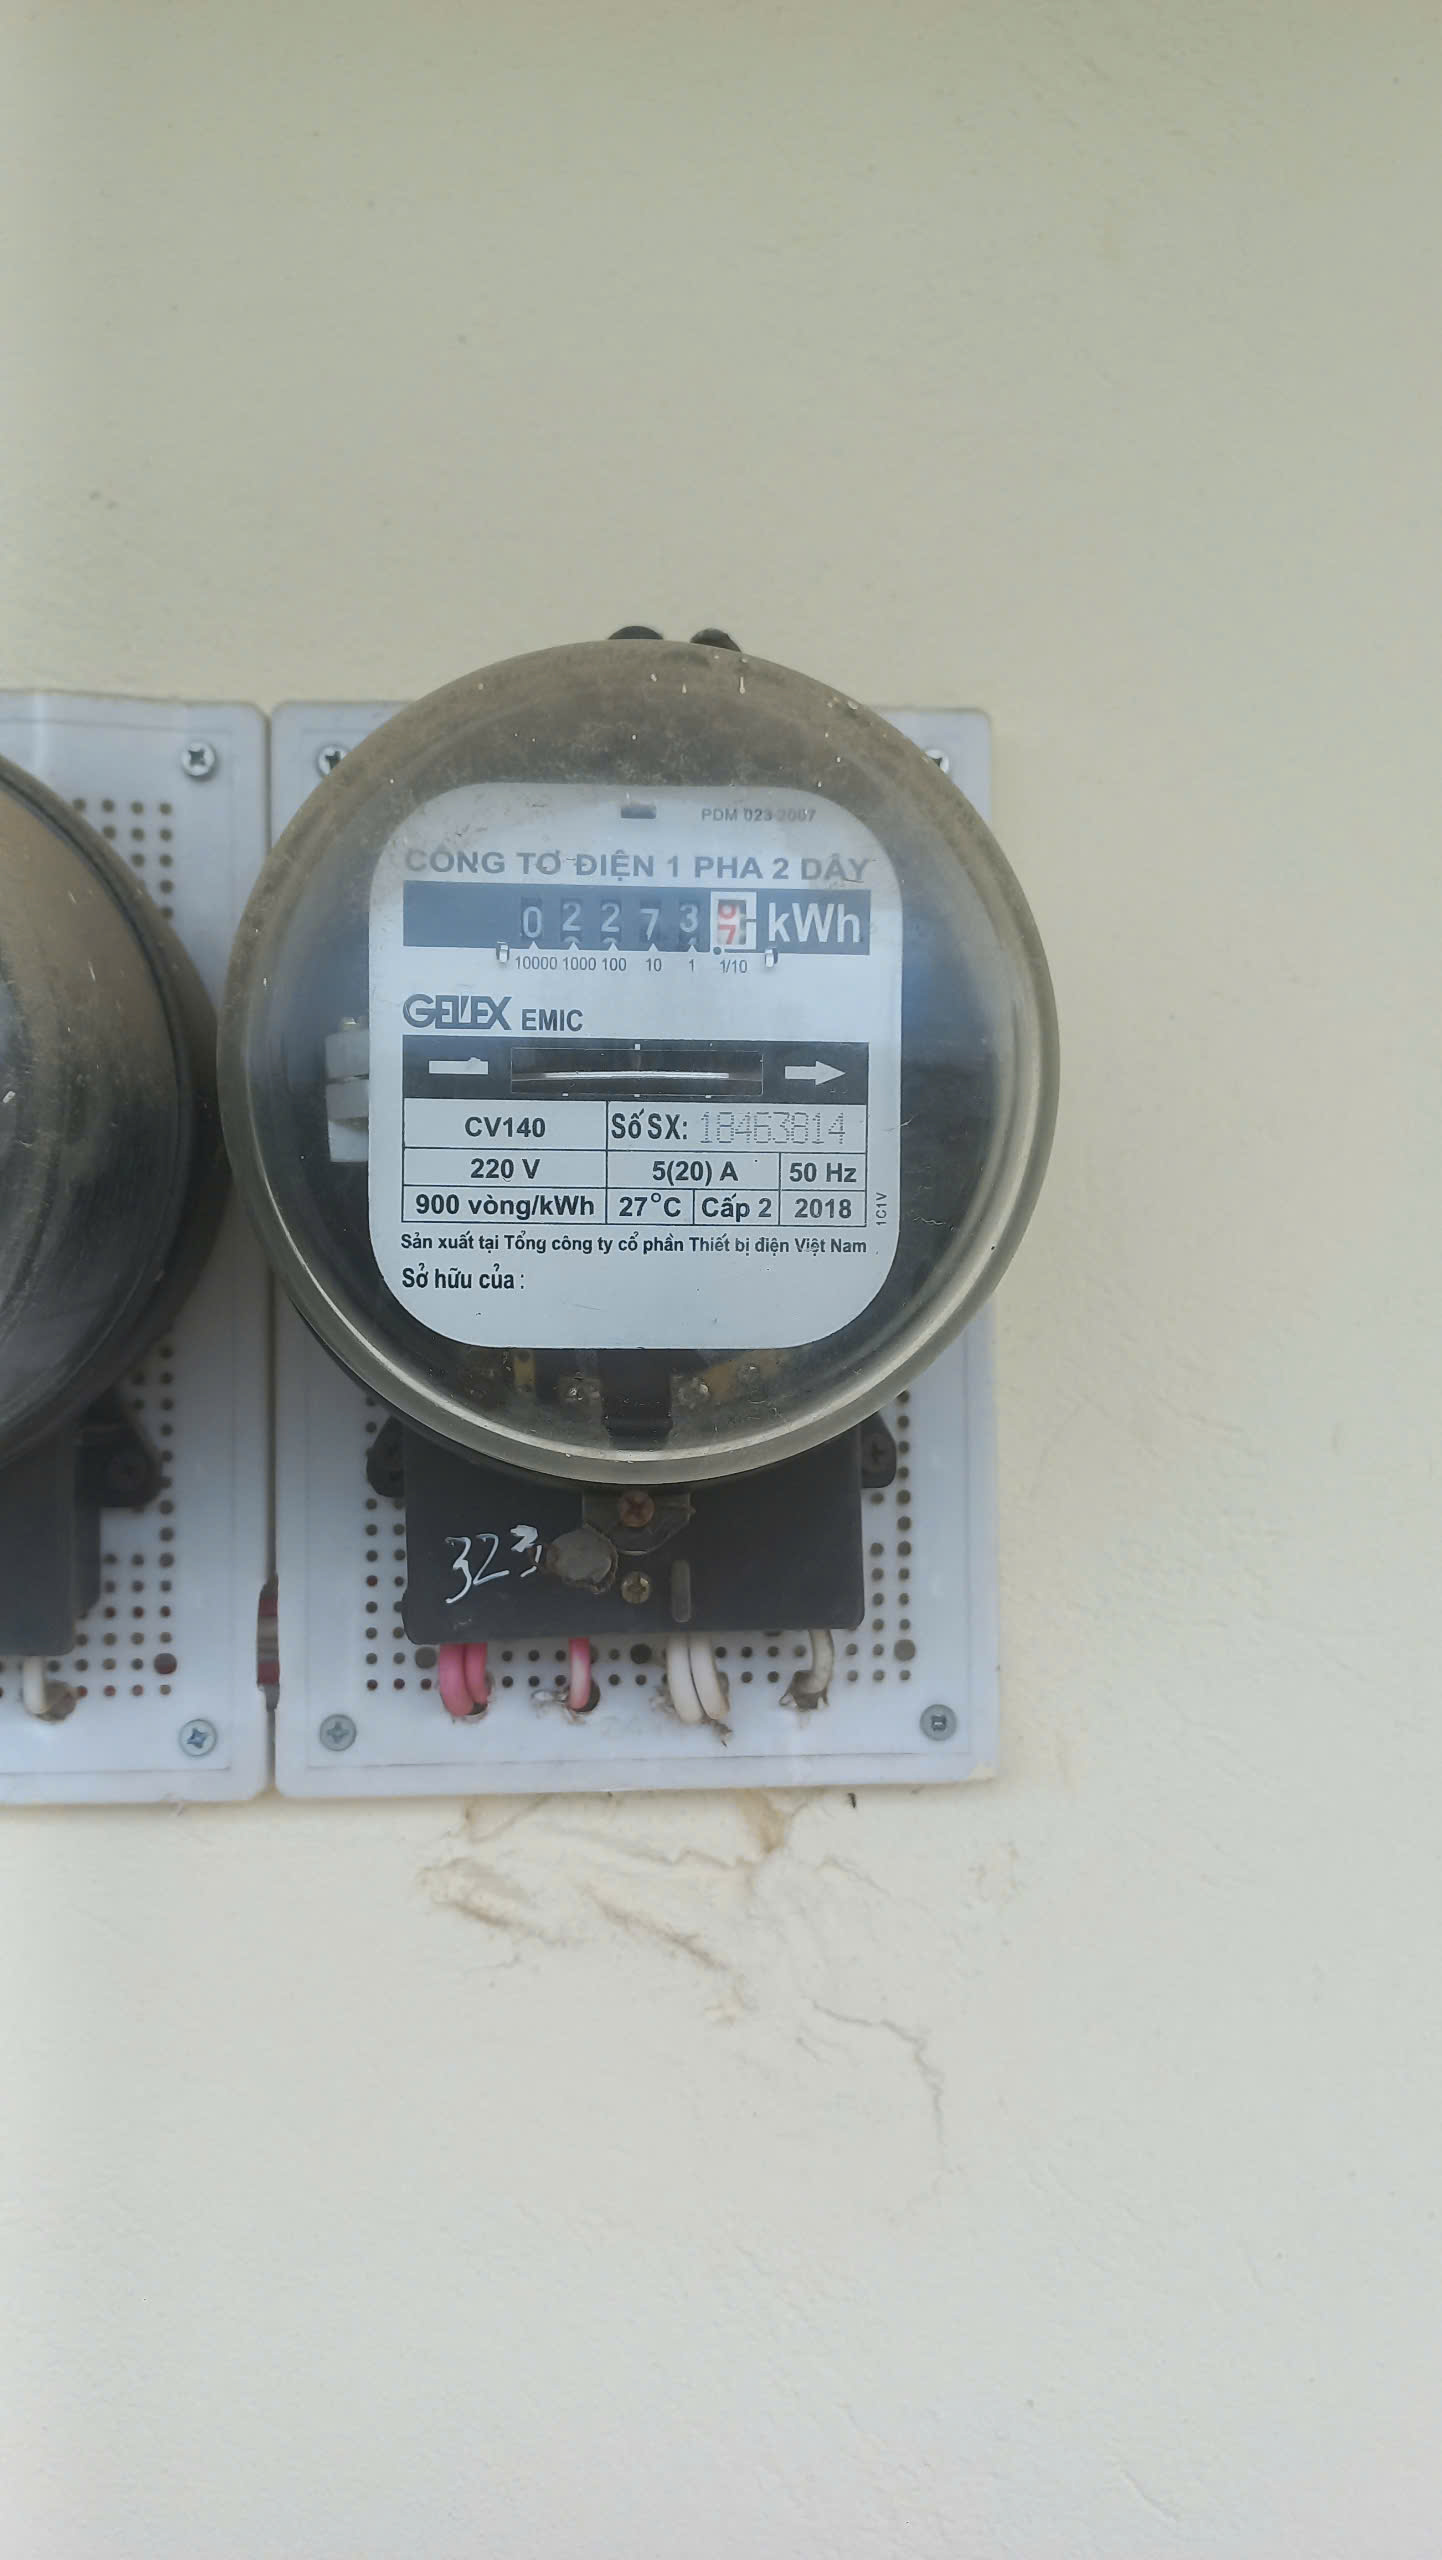 PDM 023-2007
CÔNG TƠ ĐIỆN 1 PHA 2 DÂY
0 2 2 7 3 kWh
10000 1000 100 10 1 1/10
GELEX EMIC
CV140 Số SX: 18463814
220 V 5(20) A 50 Hz
900 vòng/kWh 27°C Cấp 2 2018
1C1V
Sản xuất tại Tổng công ty cổ phần Thiết bị điện Việt Nam
Sở hữu của :
323